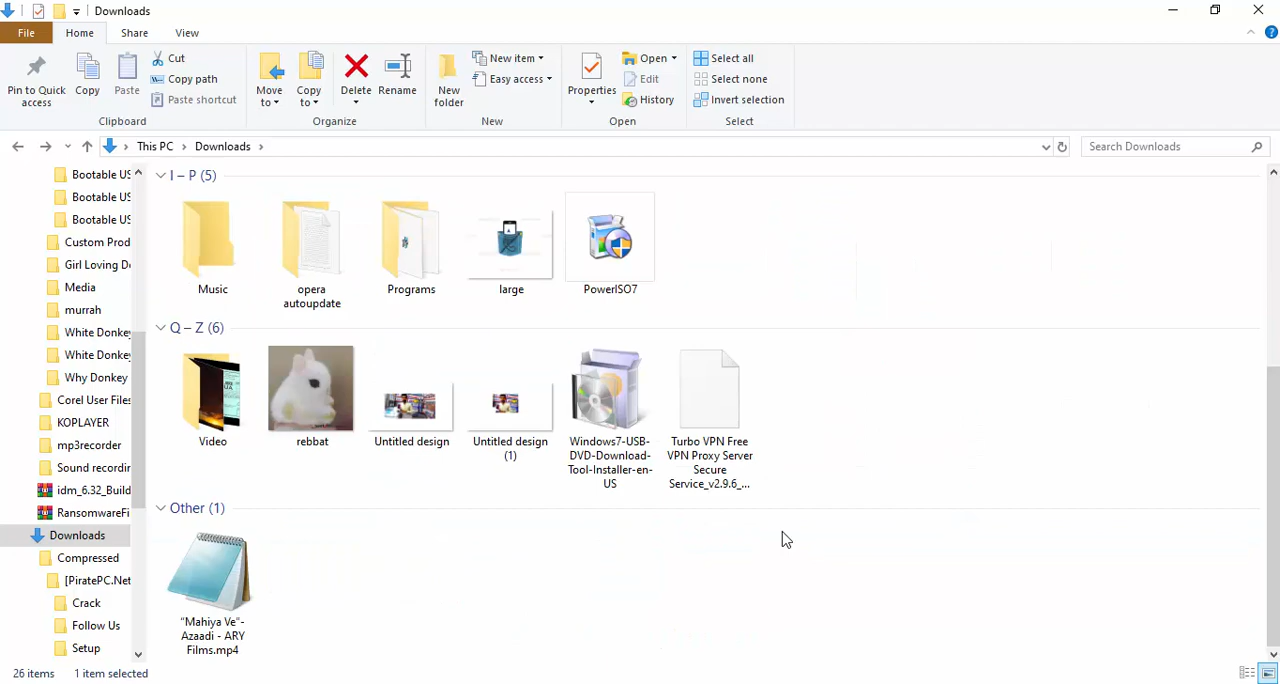 Downloads
File Home Share View
Pin to Quick access
Copy
Paste
Cut
Copy path
Paste shortcut
Clipboard
Move to
Copy to
Delete
Rename
Organize
New folder
New item
Easy access
New
Properties
Open
Edit
History
Open
Select all
Select none
Invert selection
Select
This PC Downloads
Search Downloads
Bootable US
Bootable US
Bootable US
Custom Prod
Girl Loving D
Media
murrah
White Donkey
White Donkey
Why Donkey
Corel User Files
KOPLAYER
mp3recorder
Sound recordin
idm_6.32_Build
RansomwareFi
Downloads
Compressed
[PiratePC.Net
Crack
Follow Us
Setup
I – P (5)
Music
opera
autoupdate
Programs
large
PowerISO7
Q – Z (6)
Video
rebbat
Untitled design
Untitled design
(1)
Windows7-USB-
DVD-Download-
Tool-Installer-en-
US
Turbo VPN Free
VPN Proxy Server
Secure
Service_v2.9.6_...
Other (1)
"Mahiya Ve"-
Azaadi - ARY
Films.mp4
26 items 1 item selected